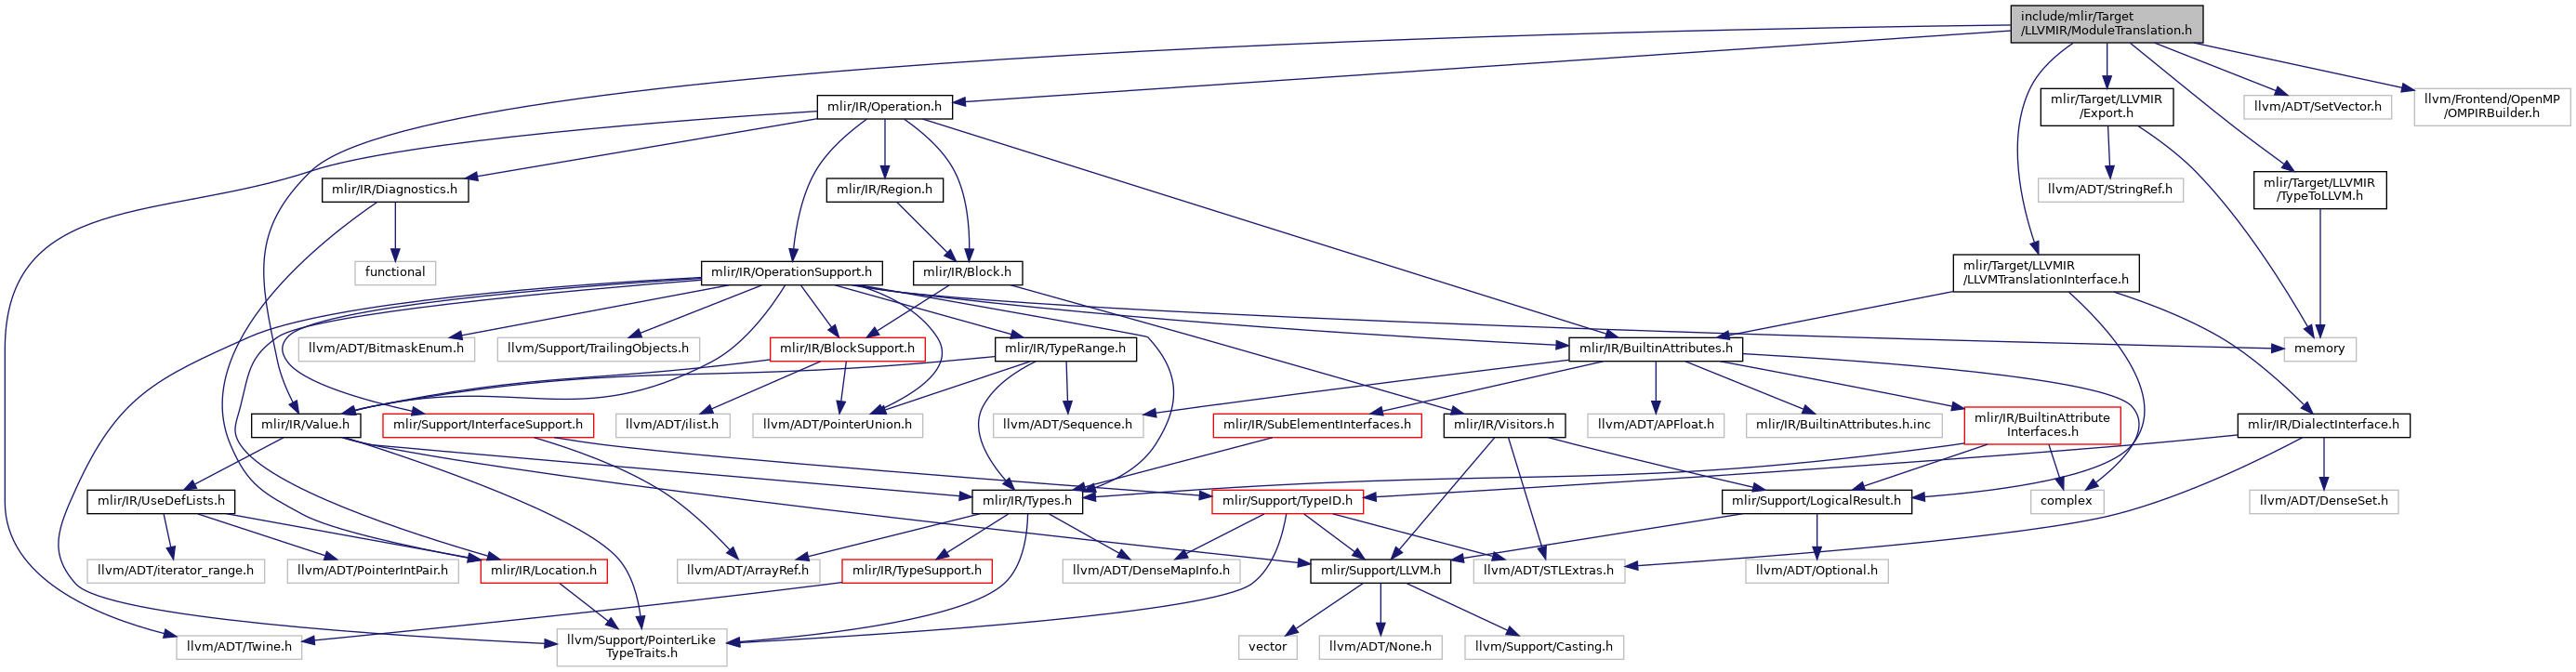 include/mlir/Target
/LLVMIR/ModuleTranslation.h
mlir/IR/Operation.h
mlir/Target/LLVMIR
/Export.h
llvm/ADT/SetVector.h
llvm/Frontend/OpenMP
/OMPIRBuilder.h
mlir/IR/Diagnostics.h
mlir/IR/Region.h
llvm/ADT/StringRef.h
mlir/Target/LLVMIR
/TypeToLLVM.h
functional
mlir/IR/OperationSupport.h
mlir/IR/Block.h
mlir/Target/LLVMIR
/LLVMTranslationInterface.h
llvm/ADT/BitmaskEnum.h
llvm/Support/TrailingObjects.h
mlir/IR/BlockSupport.h
mlir/IR/TypeRange.h
mlir/IR/BuiltinAttributes.h
memory
mlir/IR/Value.h
mlir/Support/InterfaceSupport.h
llvm/ADT/ilist.h
llvm/ADT/PointerUnion.h
llvm/ADT/Sequence.h
mlir/IR/SubElementInterfaces.h
mlir/IR/Visitors.h
llvm/ADT/APFloat.h
mlir/IR/BuiltinAttributes.h.inc
mlir/IR/BuiltinAttribute
Interfaces.h
mlir/IR/DialectInterface.h
mlir/IR/UseDefLists.h
mlir/IR/Types.h
mlir/Support/TypeID.h
mlir/Support/LogicalResult.h
complex
llvm/ADT/DenseSet.h
llvm/ADT/iterator_range.h
llvm/ADT/PointerIntPair.h
mlir/IR/Location.h
llvm/ADT/ArrayRef.h
mlir/IR/TypeSupport.h
llvm/ADT/DenseMapInfo.h
mlir/Support/LLVM.h
llvm/ADT/STLExtras.h
llvm/ADT/Optional.h
llvm/ADT/Twine.h
llvm/Support/PointerLike
TypeTraits.h
vector
llvm/ADT/None.h
llvm/Support/Casting.h